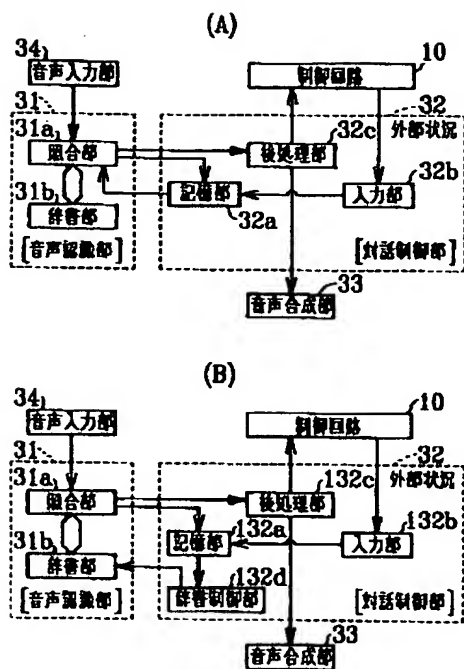 (A)
34
音声入力部
10
制御回路
31
32
外部状況
31a
照合部
32c
後処理部
31b
記憶部
32b
入力部
辞書部
32a
[音声認識部]
[対話制御部]
33
音声合成部
(B)
34
音声入力部
10
制御回路
31
32
外部状況
31a
照合部
132c
後処理部
31b
132a
記憶部
132b
入力部
辞書部
132d
辞書制御部
[音声認識部]
[対話制御部]
33
音声合成部